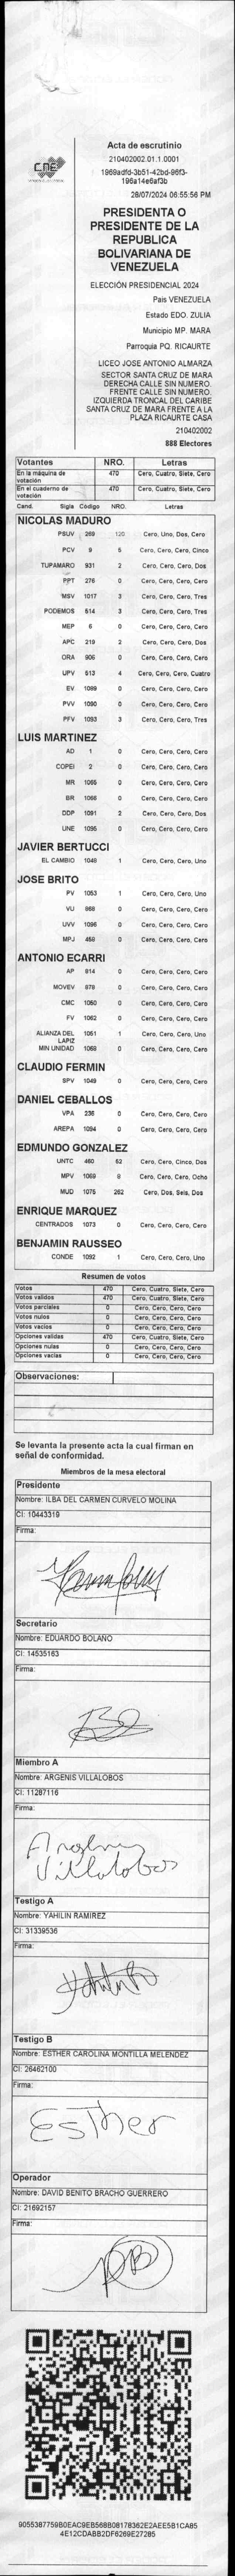 CNE
Acta de escrutinio
210402002.01.1.0001
1969adfd-3b51-42bd-96f3-
196a14e6af3b
28/07/2024 06:55:56 PM
PRESIDENTA O
PRESIDENTE DE LA
REPUBLICA
BOLIVARIANA DE
VENEZUELA
ELECCIÓN PRESIDENCIAL 2024
Pais VENEZUELA
Estado EDO. ZULIA
Municipio MP. MARA
Parroquia PQ. RICAURTE
LICEO JOSE ANTONIO ALMARZA
SECTOR SANTA CRUZ DE MARA
DERECHA CALLE SIN NUMERO.
FRENTE CALLE SIN NUMERO.
IZQUIERDA TRONCAL DEL CARIBE
SANTA CRUZ DE MARA FRENTE A LA
PLAZA RICAURTE CASA
210402002
888 Electores
Votantes NRO. Letras
En la máquina de votación 470 Cero, Cuatro, Siete, Cero
En el cuaderno de votación 470 Cero, Cuatro, Siete, Cero
Cand. Sigla Código NRO. Letras
NICOLAS MADURO
PSUV 269 120 Cero, Uno, Dos, Cero
PCV 9 5 Cero, Cero, Cero, Cinco
TUPAMARO 931 2 Cero, Cero, Cero, Dos
PPT 276 0 Cero, Cero, Cero, Cero
MSV 1017 3 Cero, Cero, Cero, Tres
PODEMOS 514 3 Cero, Cero, Cero, Tres
MEP 6 0 Cero, Cero, Cero, Cero
APC 219 2 Cero, Cero, Cero, Dos
ORA 906 0 Cero, Cero, Cero, Cero
UPV 513 4 Cero, Cero, Cero, Cuatro
EV 1089 0 Cero, Cero, Cero, Cero
PVV 1090 0 Cero, Cero, Cero, Cero
PFV 1093 3 Cero, Cero, Cero, Tres
LUIS MARTINEZ
AD 1 0 Cero, Cero, Cero, Cero
COPEI 2 0 Cero, Cero, Cero, Cero
MR 1065 0 Cero, Cero, Cero, Cero
BR 1066 0 Cero, Cero, Cero, Cero
DDP 1091 2 Cero, Cero, Cero, Dos
UNE 1095 0 Cero, Cero, Cero, Cero
JAVIER BERTUCCI
EL CAMBIO 1048 1 Cero, Cero, Cero, Uno
JOSE BRITO
PV 1053 1 Cero, Cero, Cero, Uno
VU 868 0 Cero, Cero, Cero, Cero
UVV 1096 0 Cero, Cero, Cero, Cero
MPJ 458 0 Cero, Cero, Cero, Cero
ANTONIO ECARRI
AP 814 0 Cero, Cero, Cero, Cero
MOVEV 878 0 Cero, Cero, Cero, Cero
CMC 1050 0 Cero, Cero, Cero, Cero
FV 1062 0 Cero, Cero, Cero, Cero
ALIANZA DEL LAPIZ 1051 1 Cero, Cero, Cero, Uno
MIN UNIDAD 1069 0 Cero, Cero, Cero, Cero
CLAUDIO FERMIN
SPV 1049 0 Cero, Cero, Cero, Cero
DANIEL CEBALLOS
VPA 236 0 Cero, Cero, Cero, Cero
AREPA 1094 0 Cero, Cero, Cero, Cero
EDMUNDO GONZALEZ
UNTC 460 52 Cero, Cero, Cinco, Dos
MPV 1069 8 Cero, Cero, Cero, Ocho
MUD 1075 262 Cero, Dos, Seis, Dos
ENRIQUE MARQUEZ
CENTRADOS 1073 0 Cero, Cero, Cero, Cero
BENJAMIN RAUSSEO
CONDE 1092 1 Cero, Cero, Cero, Uno
Resumen de votos
Votos 470 Cero, Cuatro, Siete, Cero
Votos validos 470 Cero, Cuatro, Siete, Cero
Votos parciales 0 Cero, Cero, Cero, Cero
Votos nulos 0 Cero, Cero, Cero, Cero
Votos vacios 0 Cero, Cero, Cero, Cero
Opciones validas 470 Cero, Cuatro, Siete, Cero
Opciones nulas 0 Cero, Cero, Cero, Cero
Opciones vacias 0 Cero, Cero, Cero, Cero
Observaciones:
Se levanta la presente acta la cual firman en
señal de conformidad.
Miembros de la mesa electoral
Presidente
Nombre: ILBA DEL CARMEN CURVELO MOLINA
CI: 10443319
Firma:
Secretario
Nombre: EDUARDO BOLANO
CI: 14535163
Firma:
Miembro A
Nombre: ARGENIS VILLALOBOS
CI: 11287116
Firma:
Argenis
Villalobos
Testigo A
Nombre: YAHILIN RAMIREZ
CI: 31339536
Firma:
Testigo B
Nombre: ESTHER CAROLINA MONTILLA MELENDEZ
CI: 26462100
Firma:
Esther
Operador
Nombre: DAVID BENITO BRACHO GUERRERO
CI: 21692157
Firma:
9055387759B0EAC9EB568B08178362E2AEE5B1CA85
4E12CDABB2DF6269E27285